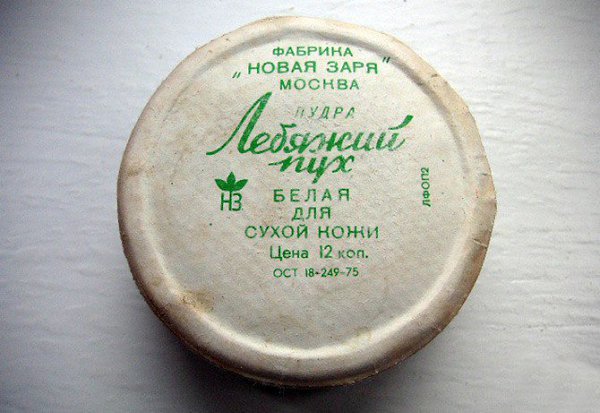 ФАБРИКА
„НОВАЯ ЗАРЯ"
МОСКВА
ПУДРА
Лебяжий
пух
НЗ
БЕЛАЯ
ДЛЯ
СУХОЙ КОЖИ
Цена 12 коп.
ОСТ 18-249-75
ЛФОП2